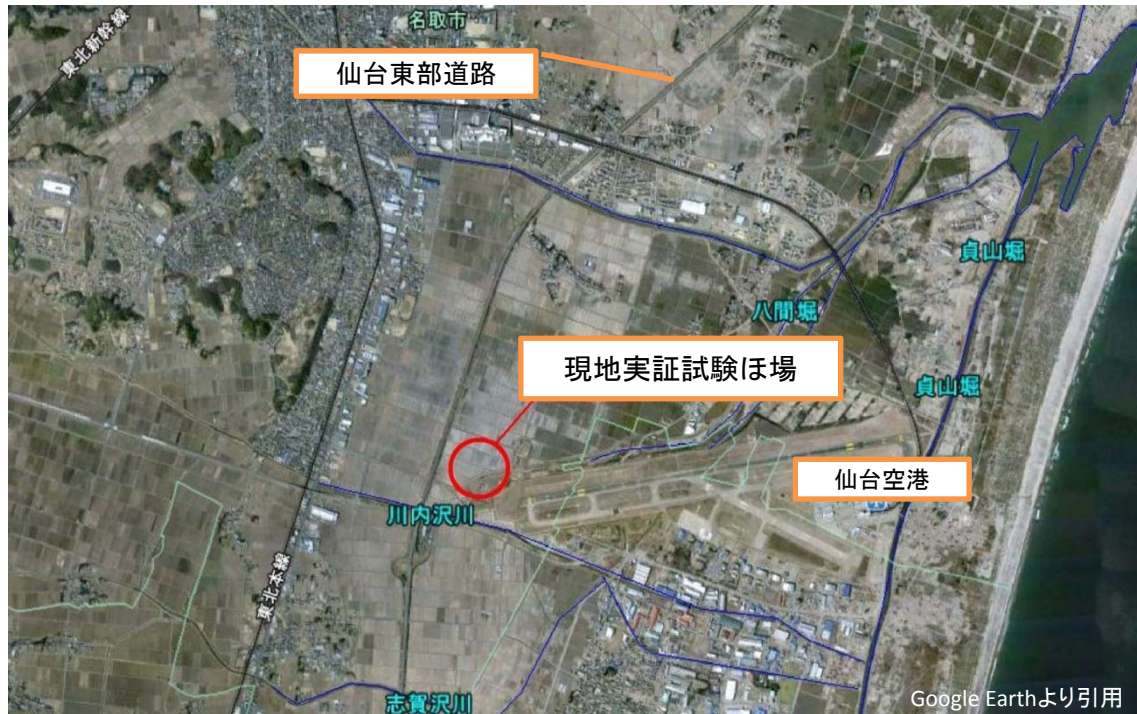 名取市
東北新幹線
仙台東部道路
貞山堀
八間堀
現地実証試験ほ場
貞山堀
仙台空港
川内沢川
東北本線
志賀沢川
Google Earthより引用